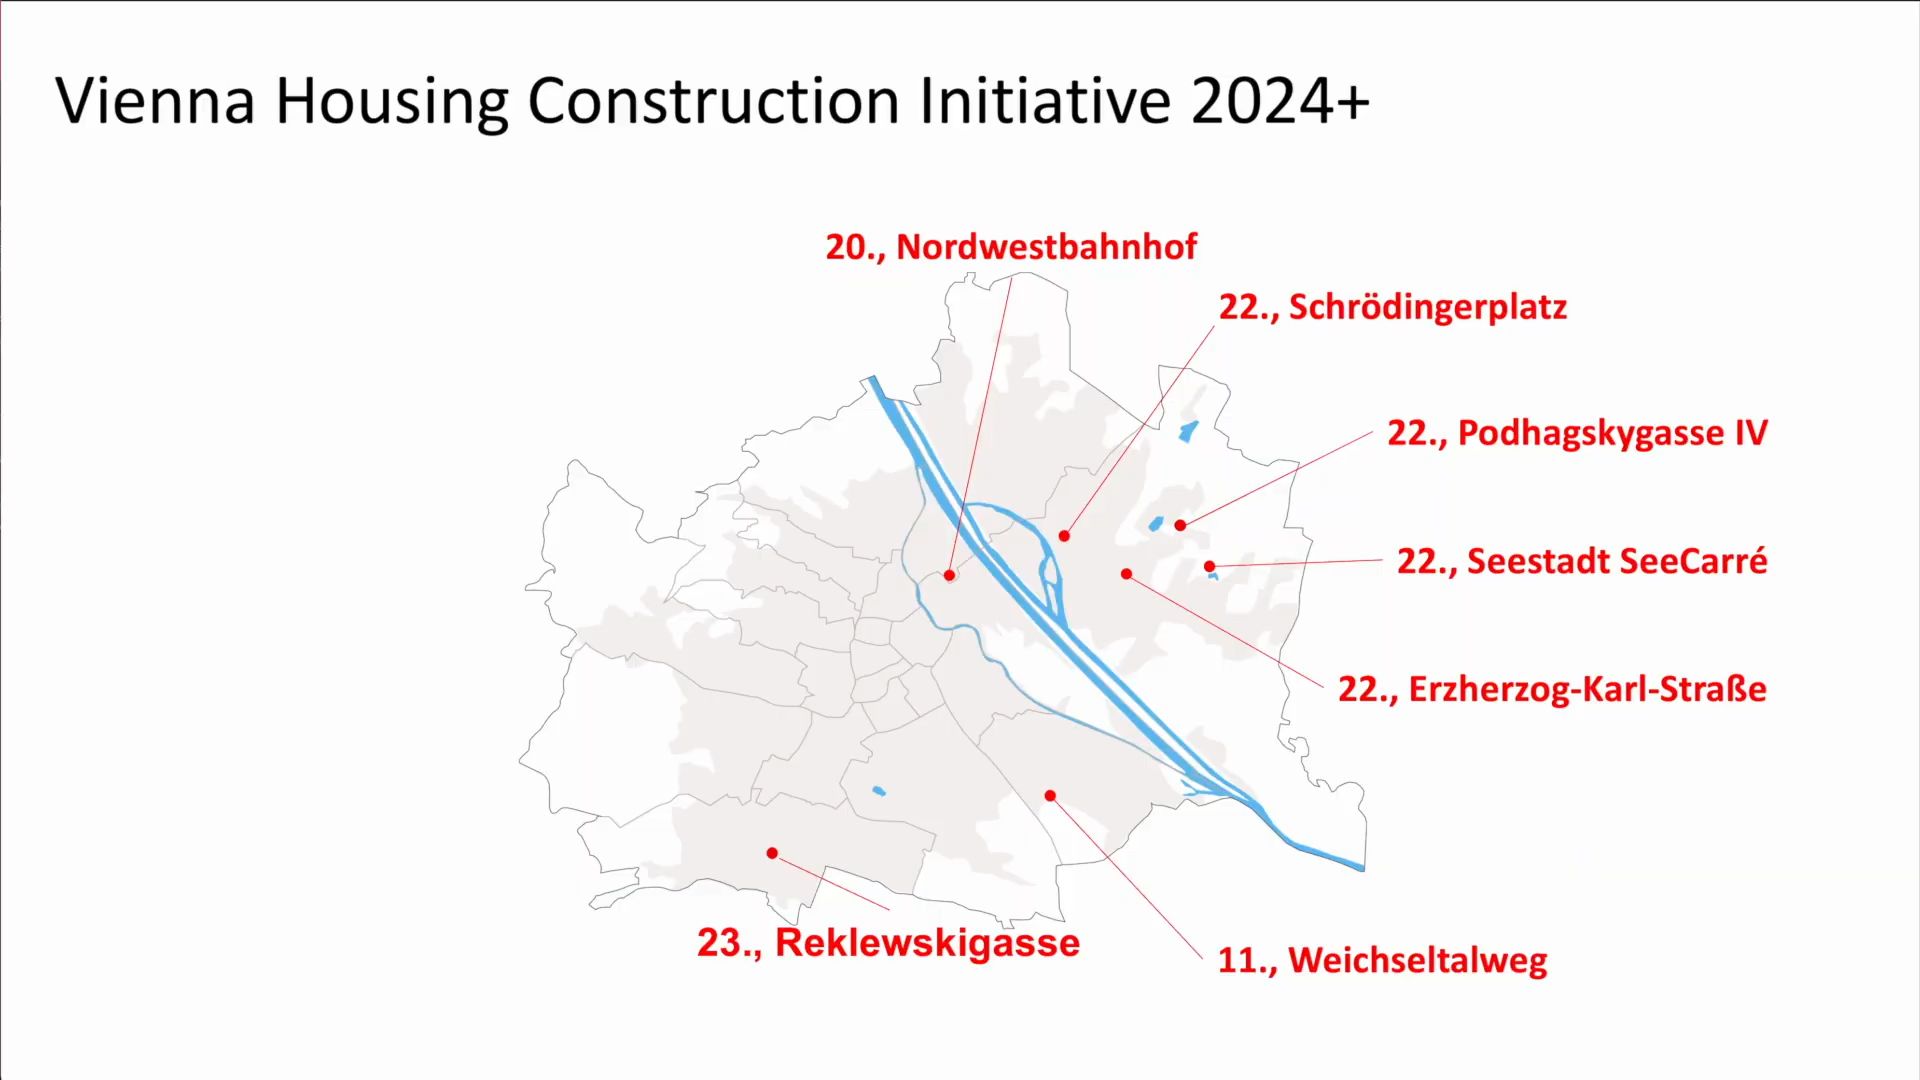 Vienna Housing Construction Initiative 2024+
20., Nordwestbahnhof
22., Schrödingerplatz
22., Podhagskygasse IV
22., Seestadt SeeCarré
22., Erzherzog-Karl-Straße
23., Reklewskigasse
11., Weichseltalweg